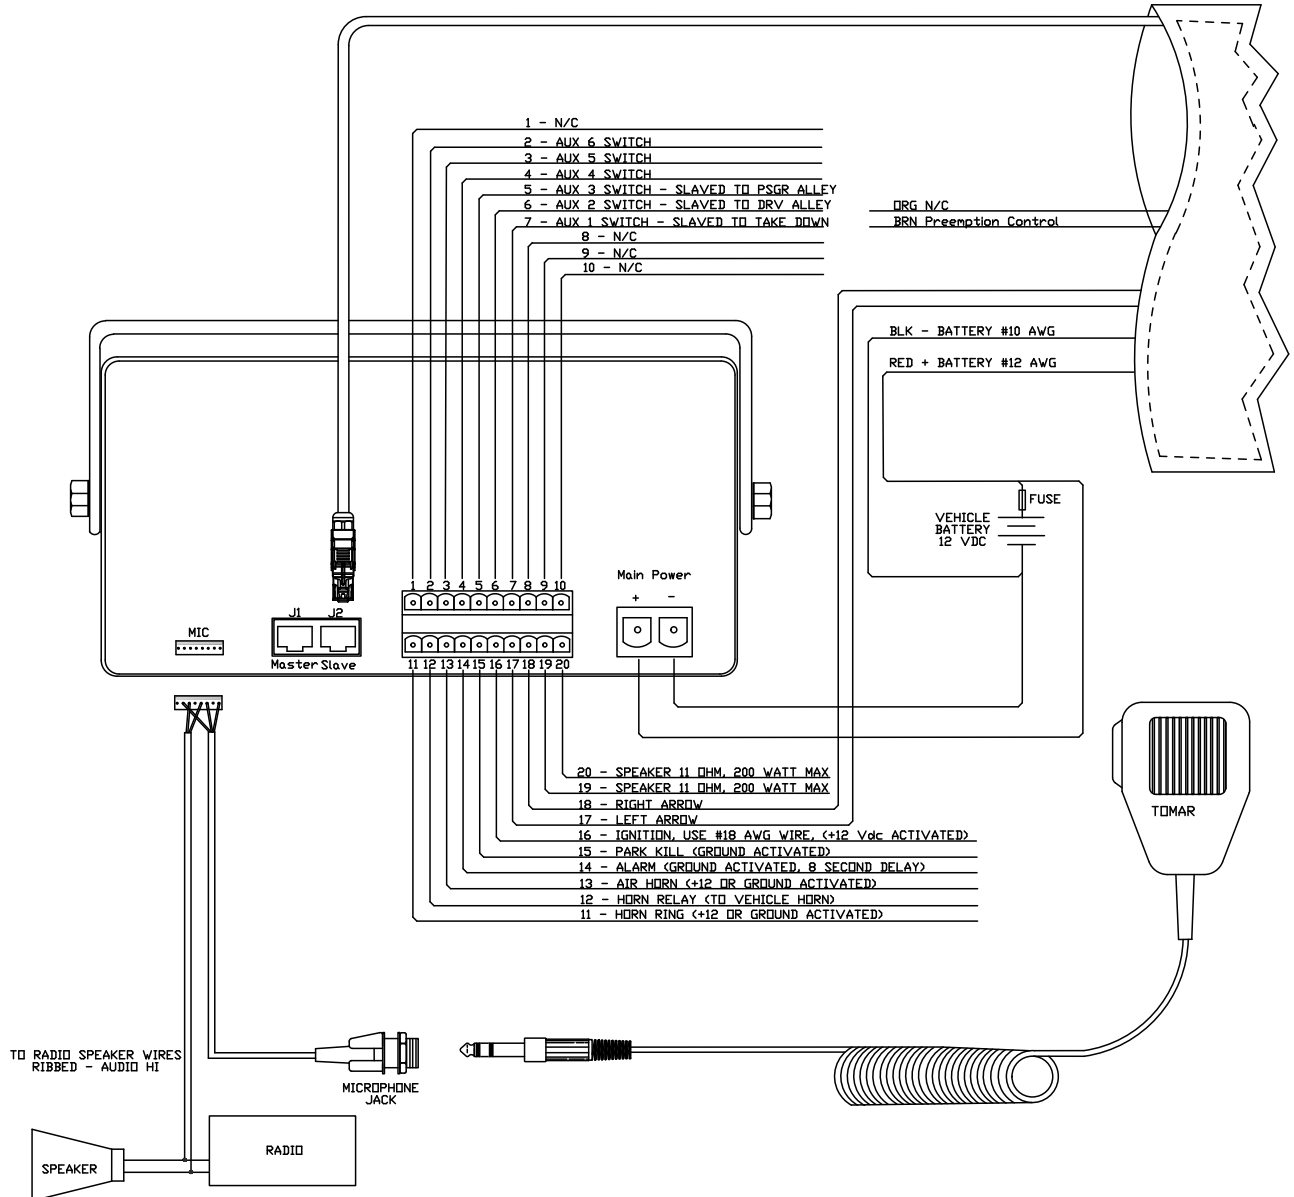 1 - N/C
2 - AUX 6 SWITCH
3 - AUX 5 SWITCH
4 - AUX 4 SWITCH
5 - AUX 3 SWITCH - SLAVED TO PSGR ALLEY
6 - AUX 2 SWITCH - SLAVED TO DRV ALLEY
7 - AUX 1 SWITCH - SLAVED TO TAKE DOWN
8 - N/C
9 - N/C
10 - N/C
ORG N/C
BRN Preemption Control
BLK - BATTERY #10 AWG
RED + BATTERY #12 AWG
FUSE
VEHICLE
BATTERY
12 VDC
Main Power
+ -
1 2 3 4 5 6 7 8 9 10
J1 J2
MIC
Master Slave
11 12 13 14 15 16 17 18 19 20
20 - SPEAKER 11 OHM, 200 WATT MAX
19 - SPEAKER 11 OHM, 200 WATT MAX
18 - RIGHT ARROW
17 - LEFT ARROW
16 - IGNITION, USE #18 AWG WIRE, (+12 Vdc ACTIVATED)
15 - PARK KILL (GROUND ACTIVATED)
14 - ALARM (GROUND ACTIVATED, 8 SECOND DELAY)
13 - AIR HORN (+12 OR GROUND ACTIVATED)
12 - HORN RELAY (TO VEHICLE HORN)
11 - HORN RING (+12 OR GROUND ACTIVATED)
TOMAR
TO RADIO SPEAKER WIRES
RIBBED - AUDIO HI
MICROPHONE
JACK
RADIO
SPEAKER